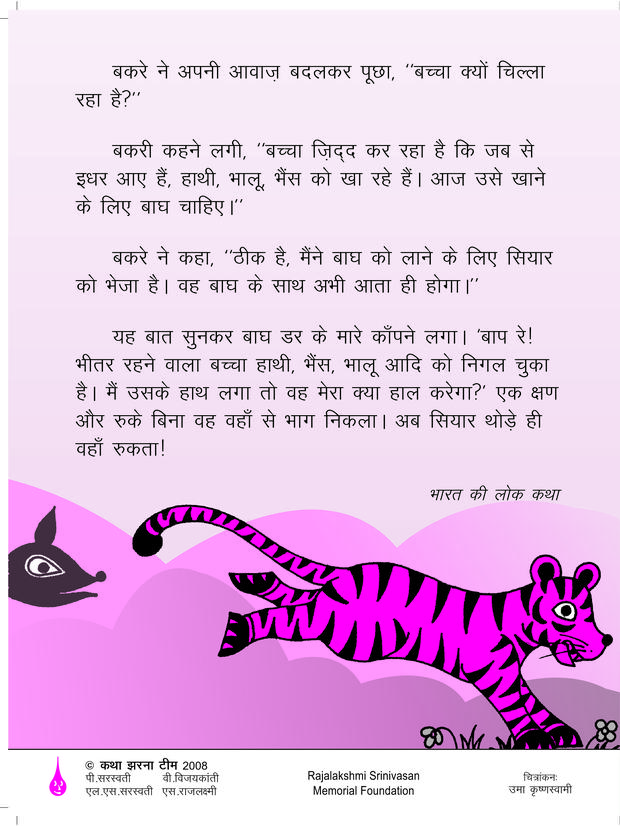 बकरे ने अपनी आवाज़ बदलकर पूछा, ‘‘बच्चा क्यों चिल्ला
रहा है?’’
बकरी कहने लगी, ‘‘बच्चा ज़िद्द कर रहा है कि जब से
इधर आए हैं, हाथी, भालू, भैंस को खा रहे हैं। आज उसे खाने
के लिए बाघ चाहिए।’’
बकरे ने कहा, ‘‘ठीक है, मैंने बाघ को लाने के लिए सियार
को भेजा है। वह बाघ के साथ अभी आता ही होगा।’’
यह बात सुनकर बाघ डर के मारे काँपने लगा। ‘बाप रे!
भीतर रहने वाला बच्चा हाथी, भैंस, भालू आदि को निगल चुका
है। मैं उसके हाथ लगा तो वह मेरा क्या हाल करेगा?’ एक क्षण
और रुके बिना वह वहाँ से भाग निकला। अब सियार थोड़े ही
वहाँ रुकता!
भारत की लोक कथा
© कथा झरना टीम 2008
पी.सरस्वती वी.विजयकांती
एल.एस.सरस्वती एस.राजलक्ष्मी
Rajalakshmi Srinivasan
Memorial Foundation
चित्रांकनः
उमा कृष्णस्वामी